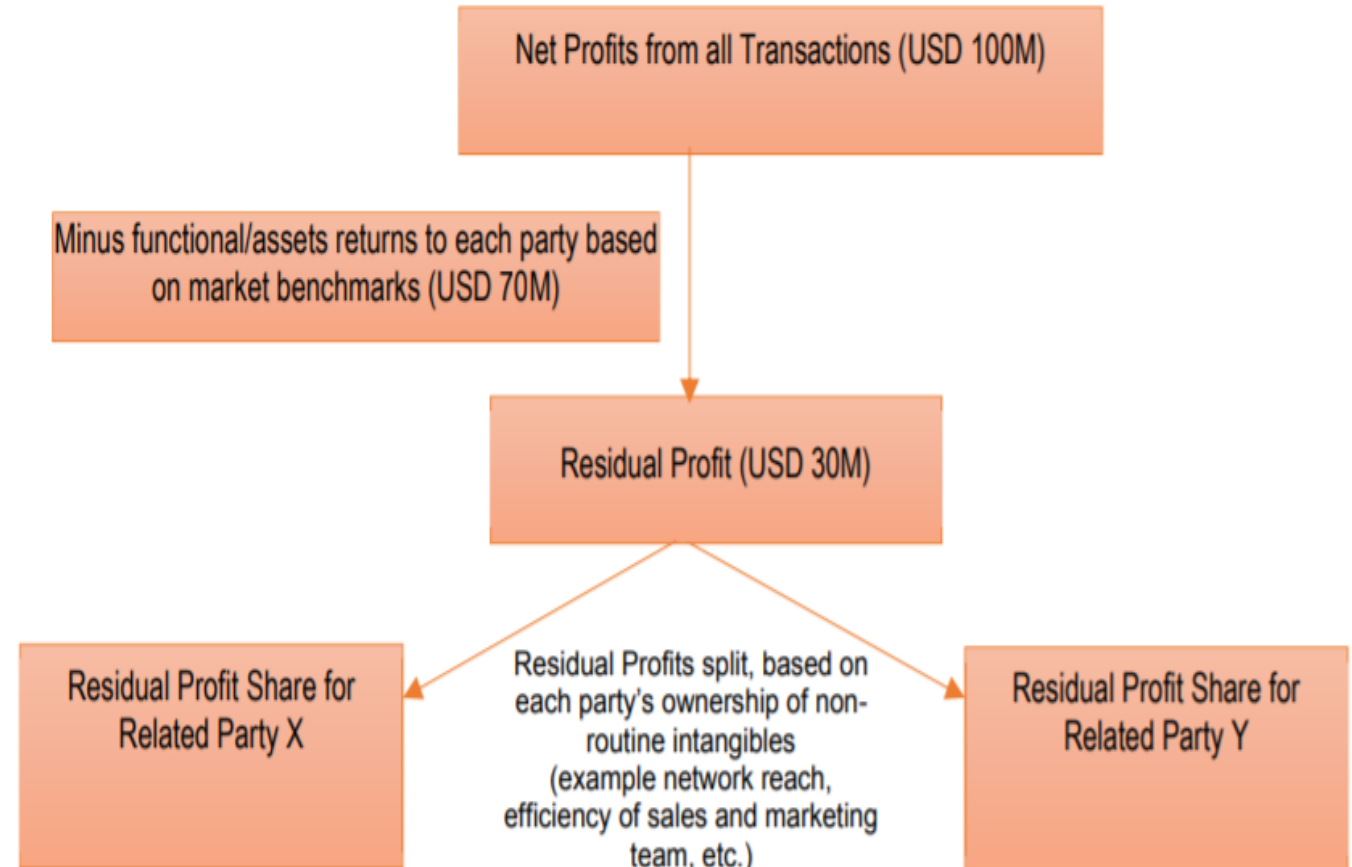 Net Profits from all Transactions (USD 100M)
Minus functional/assets returns to each party based
on market benchmarks (USD 70M)
Residual Profit (USD 30M)
Residual Profit Share for
Related Party X
Residual Profits split, based on
each party's ownership of non-
routine intangibles
(example network reach,
efficiency of sales and marketing
team, etc.)
Residual Profit Share for
Related Party Y